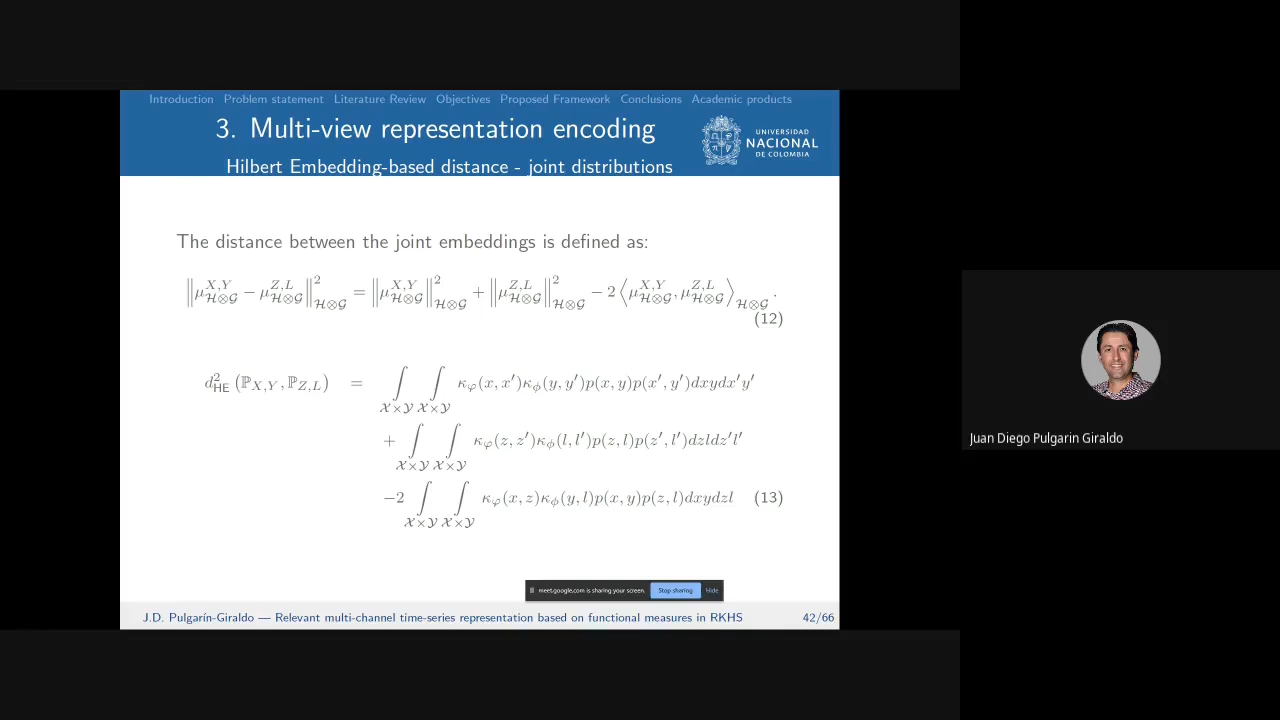 Introduction Problem statement Literature Review Objectives Proposed Framework Conclusions Academic products
3. Multi-view representation encoding
UNIVERSIDAD
NACIONAL
DE COLOMBIA
Hilbert Embedding-based distance - joint distributions
The distance between the joint embeddings is defined as:
‖μ^{X,Y}_{ℋ⊗𝒢} − μ^{Z,L}_{ℋ⊗𝒢}‖²_{ℋ⊗𝒢} = ‖μ^{X,Y}_{ℋ⊗𝒢}‖²_{ℋ⊗𝒢} + ‖μ^{Z,L}_{ℋ⊗𝒢}‖²_{ℋ⊗𝒢} − 2⟨μ^{X,Y}_{ℋ⊗𝒢}, μ^{Z,L}_{ℋ⊗𝒢}⟩_{ℋ⊗𝒢}.
(12)
d²_{HE}(ℙ_{X,Y}, ℙ_{Z,L}) = ∫_{𝒳×𝒴} ∫_{𝒳×𝒴} κ_φ(x, x′)κ_ϕ(y, y′)p(x, y)p(x′, y′)dxydx′y′
+ ∫_{𝒳×𝒴} ∫_{𝒳×𝒴} κ_φ(z, z′)κ_ϕ(l, l′)p(z, l)p(z′, l′)dzldz′l′
−2 ∫_{𝒳×𝒴} ∫_{𝒳×𝒴} κ_φ(x, z)κ_ϕ(y, l)p(x, y)p(z, l)dxydzl (13)
meet.google.com is sharing your screen. Stop sharing Hide
J.D. Pulgarín-Giraldo — Relevant multi-channel time-series representation based on functional measures in RKHS 42/66
Juan Diego Pulgarin Giraldo